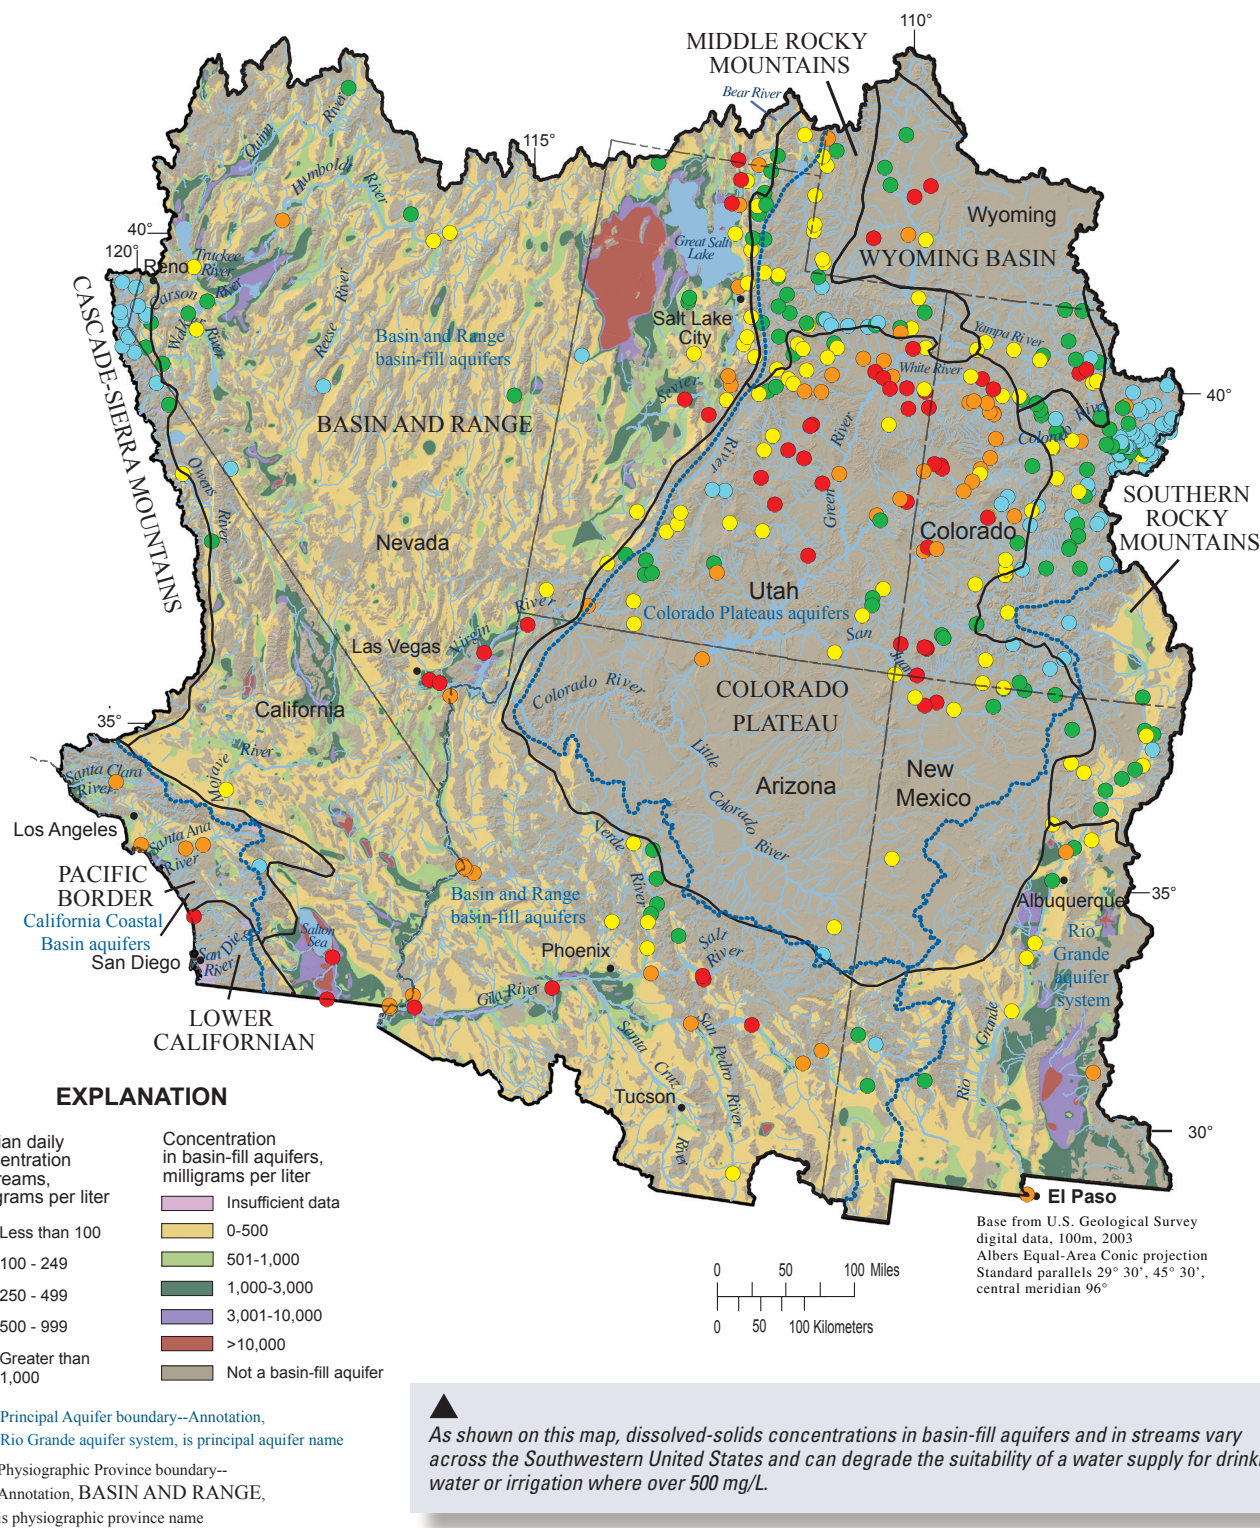 110°
MIDDLE ROCKY
MOUNTAINS
Bear River
115°
Quinn
River
Humboldt
River
Wyoming
WYOMING BASIN
40°
120°
Reno
Truckee
River
Carson
River
Walker
River
Reese
River
Great Salt
Lake
Salt Lake
City
Basin and Range
basin-fill aquifers
Yampa River
White River
CASCADE-SIERRA MOUNTAINS
BASIN AND RANGE
Sevier
River
Green
River
Colorado
River
40°
Owens
River
SOUTHERN
ROCKY
MOUNTAINS
Nevada
Colorado
Utah
Colorado Plateaus aquifers
San
Juan
Virgin
River
Las Vegas
Colorado River
COLORADO
PLATEAU
California
35°
Mojave
River
Little
Colorado
River
Arizona
New
Mexico
Santa Clara
River
Los Angeles
Santa Ana
River
Verde
River
PACIFIC
BORDER
California Coastal
Basin aquifers
Basin and Range
basin-fill aquifers
35°
Albuquerque
Rio
Grande
aquifer
system
Salton
Sea
San Diego
River
San Diego
Phoenix
Salt
River
Gila River
LOWER
CALIFORNIAN
Santa
Cruz
River
San
Pedro
River
Rio
Grande
Tucson
30°
El Paso
EXPLANATION
ian daily
entration
reams,
grams per liter
Less than 100
100 - 249
250 - 499
500 - 999
Greater than
1,000
Concentration
in basin-fill aquifers,
milligrams per liter
Insufficient data
0-500
501-1,000
1,000-3,000
3,001-10,000
>10,000
Not a basin-fill aquifer
Base from U.S. Geological Survey
digital data, 100m, 2003
Albers Equal-Area Conic projection
Standard parallels 29° 30', 45° 30',
central meridian 96°
0 50 100 Miles
0 50 100 Kilometers
Principal Aquifer boundary--Annotation,
Rio Grande aquifer system, is principal aquifer name
Physiographic Province boundary--
Annotation, BASIN AND RANGE,
is physiographic province name
As shown on this map, dissolved-solids concentrations in basin-fill aquifers and in streams vary
across the Southwestern United States and can degrade the suitability of a water supply for drinki
water or irrigation where over 500 mg/L.